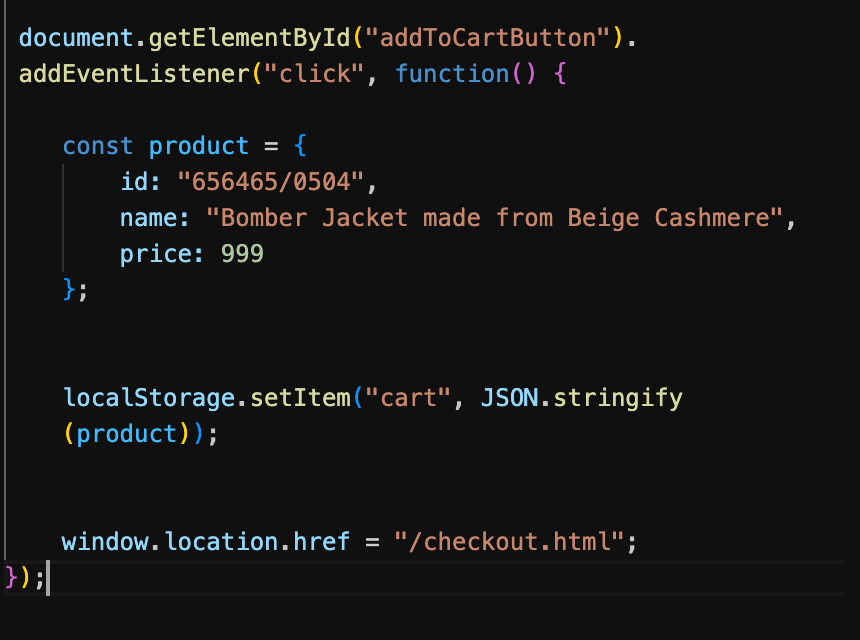 document.getElementById("addToCartButton").
addEventListener("click", function() {
const product = {
id: "656465/0504",
name: "Bomber Jacket made from Beige Cashmere",
price: 999
};
localStorage.setItem("cart", JSON.stringify
(product));
window.location.href = "/checkout.html";
});